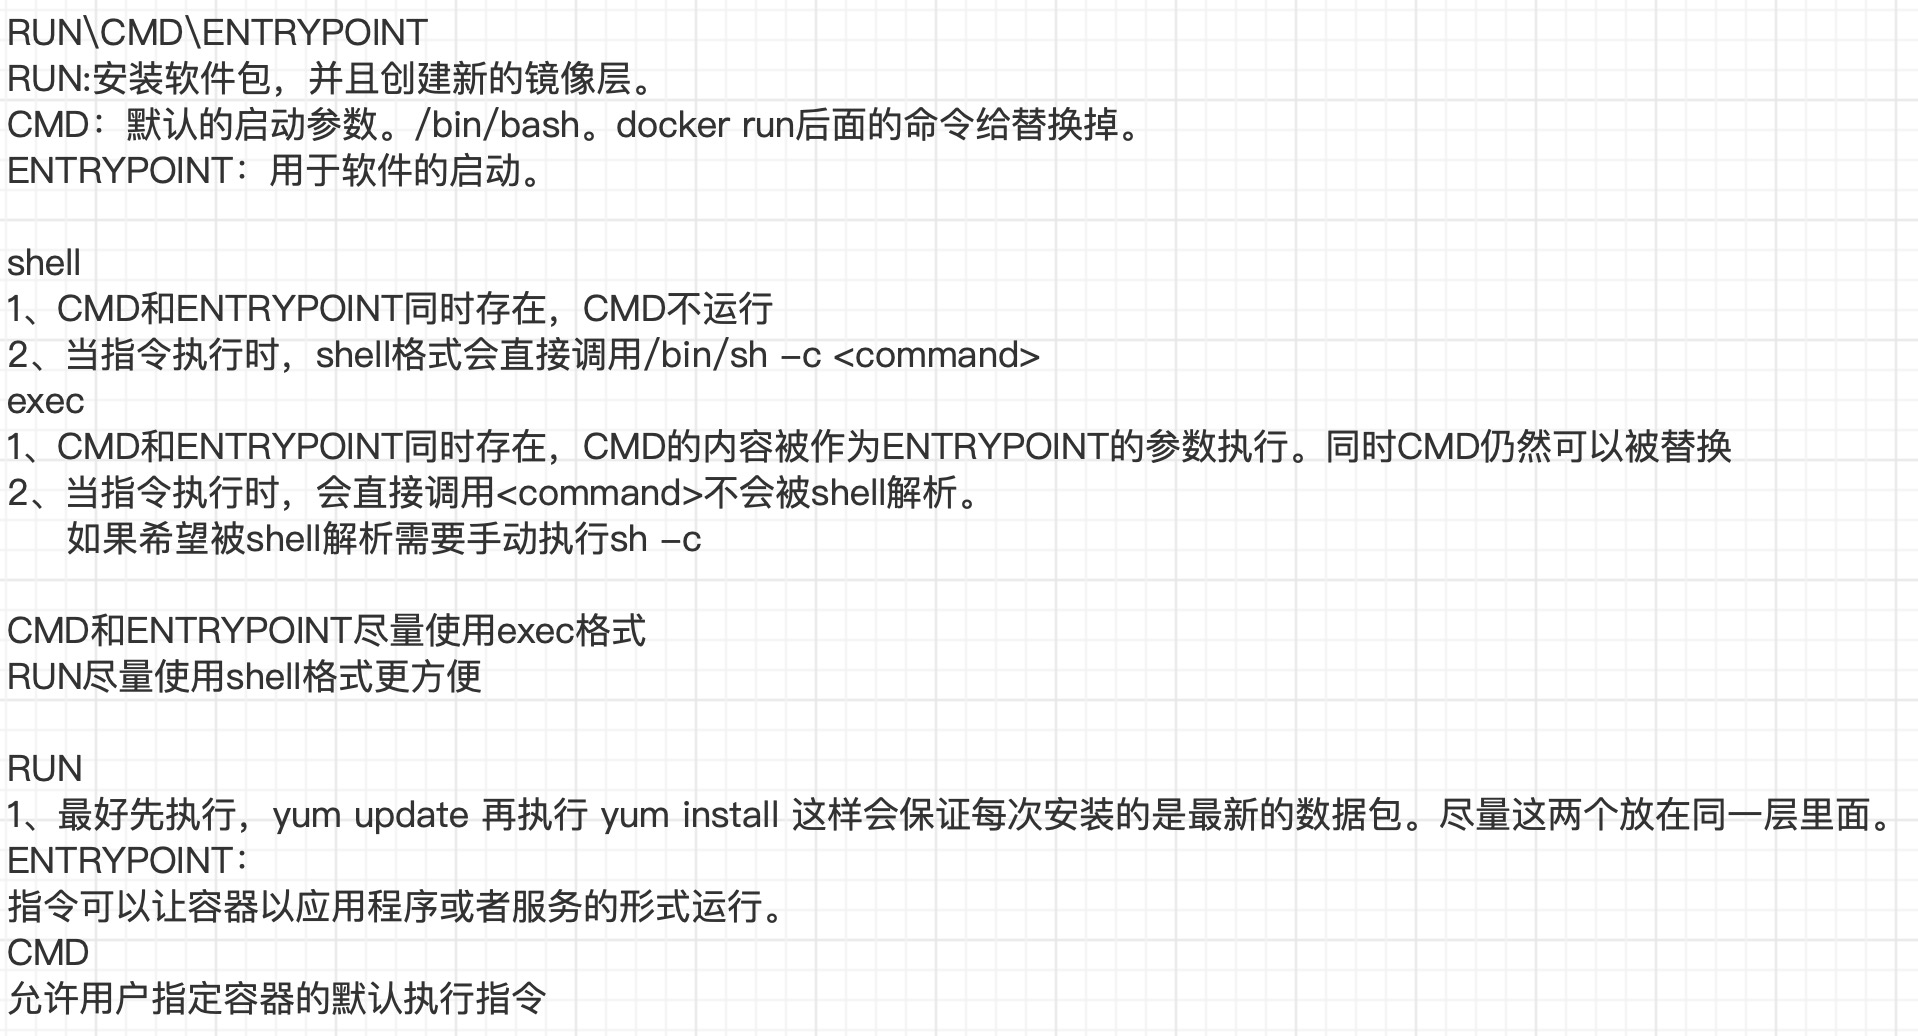 RUN\CMD\ENTRYPOINT
RUN:安装软件包，并且创建新的镜像层。
CMD：默认的启动参数。/bin/bash。docker run后面的命令给替换掉。
ENTRYPOINT：用于软件的启动。
shell
1、CMD和ENTRYPOINT同时存在，CMD不运行
2、当指令执行时，shell格式会直接调用/bin/sh -c <command>
exec
1、CMD和ENTRYPOINT同时存在，CMD的内容被作为ENTRYPOINT的参数执行。同时CMD仍然可以被替换
2、当指令执行时，会直接调用<command>不会被shell解析。
如果希望被shell解析需要手动执行sh -c
CMD和ENTRYPOINT尽量使用exec格式
RUN尽量使用shell格式更方便
RUN
1、最好先执行，yum update 再执行 yum install 这样会保证每次安装的是最新的数据包。尽量这两个放在同一层里面。
ENTRYPOINT：
指令可以让容器以应用程序或者服务的形式运行。
CMD
允许用户指定容器的默认执行指令